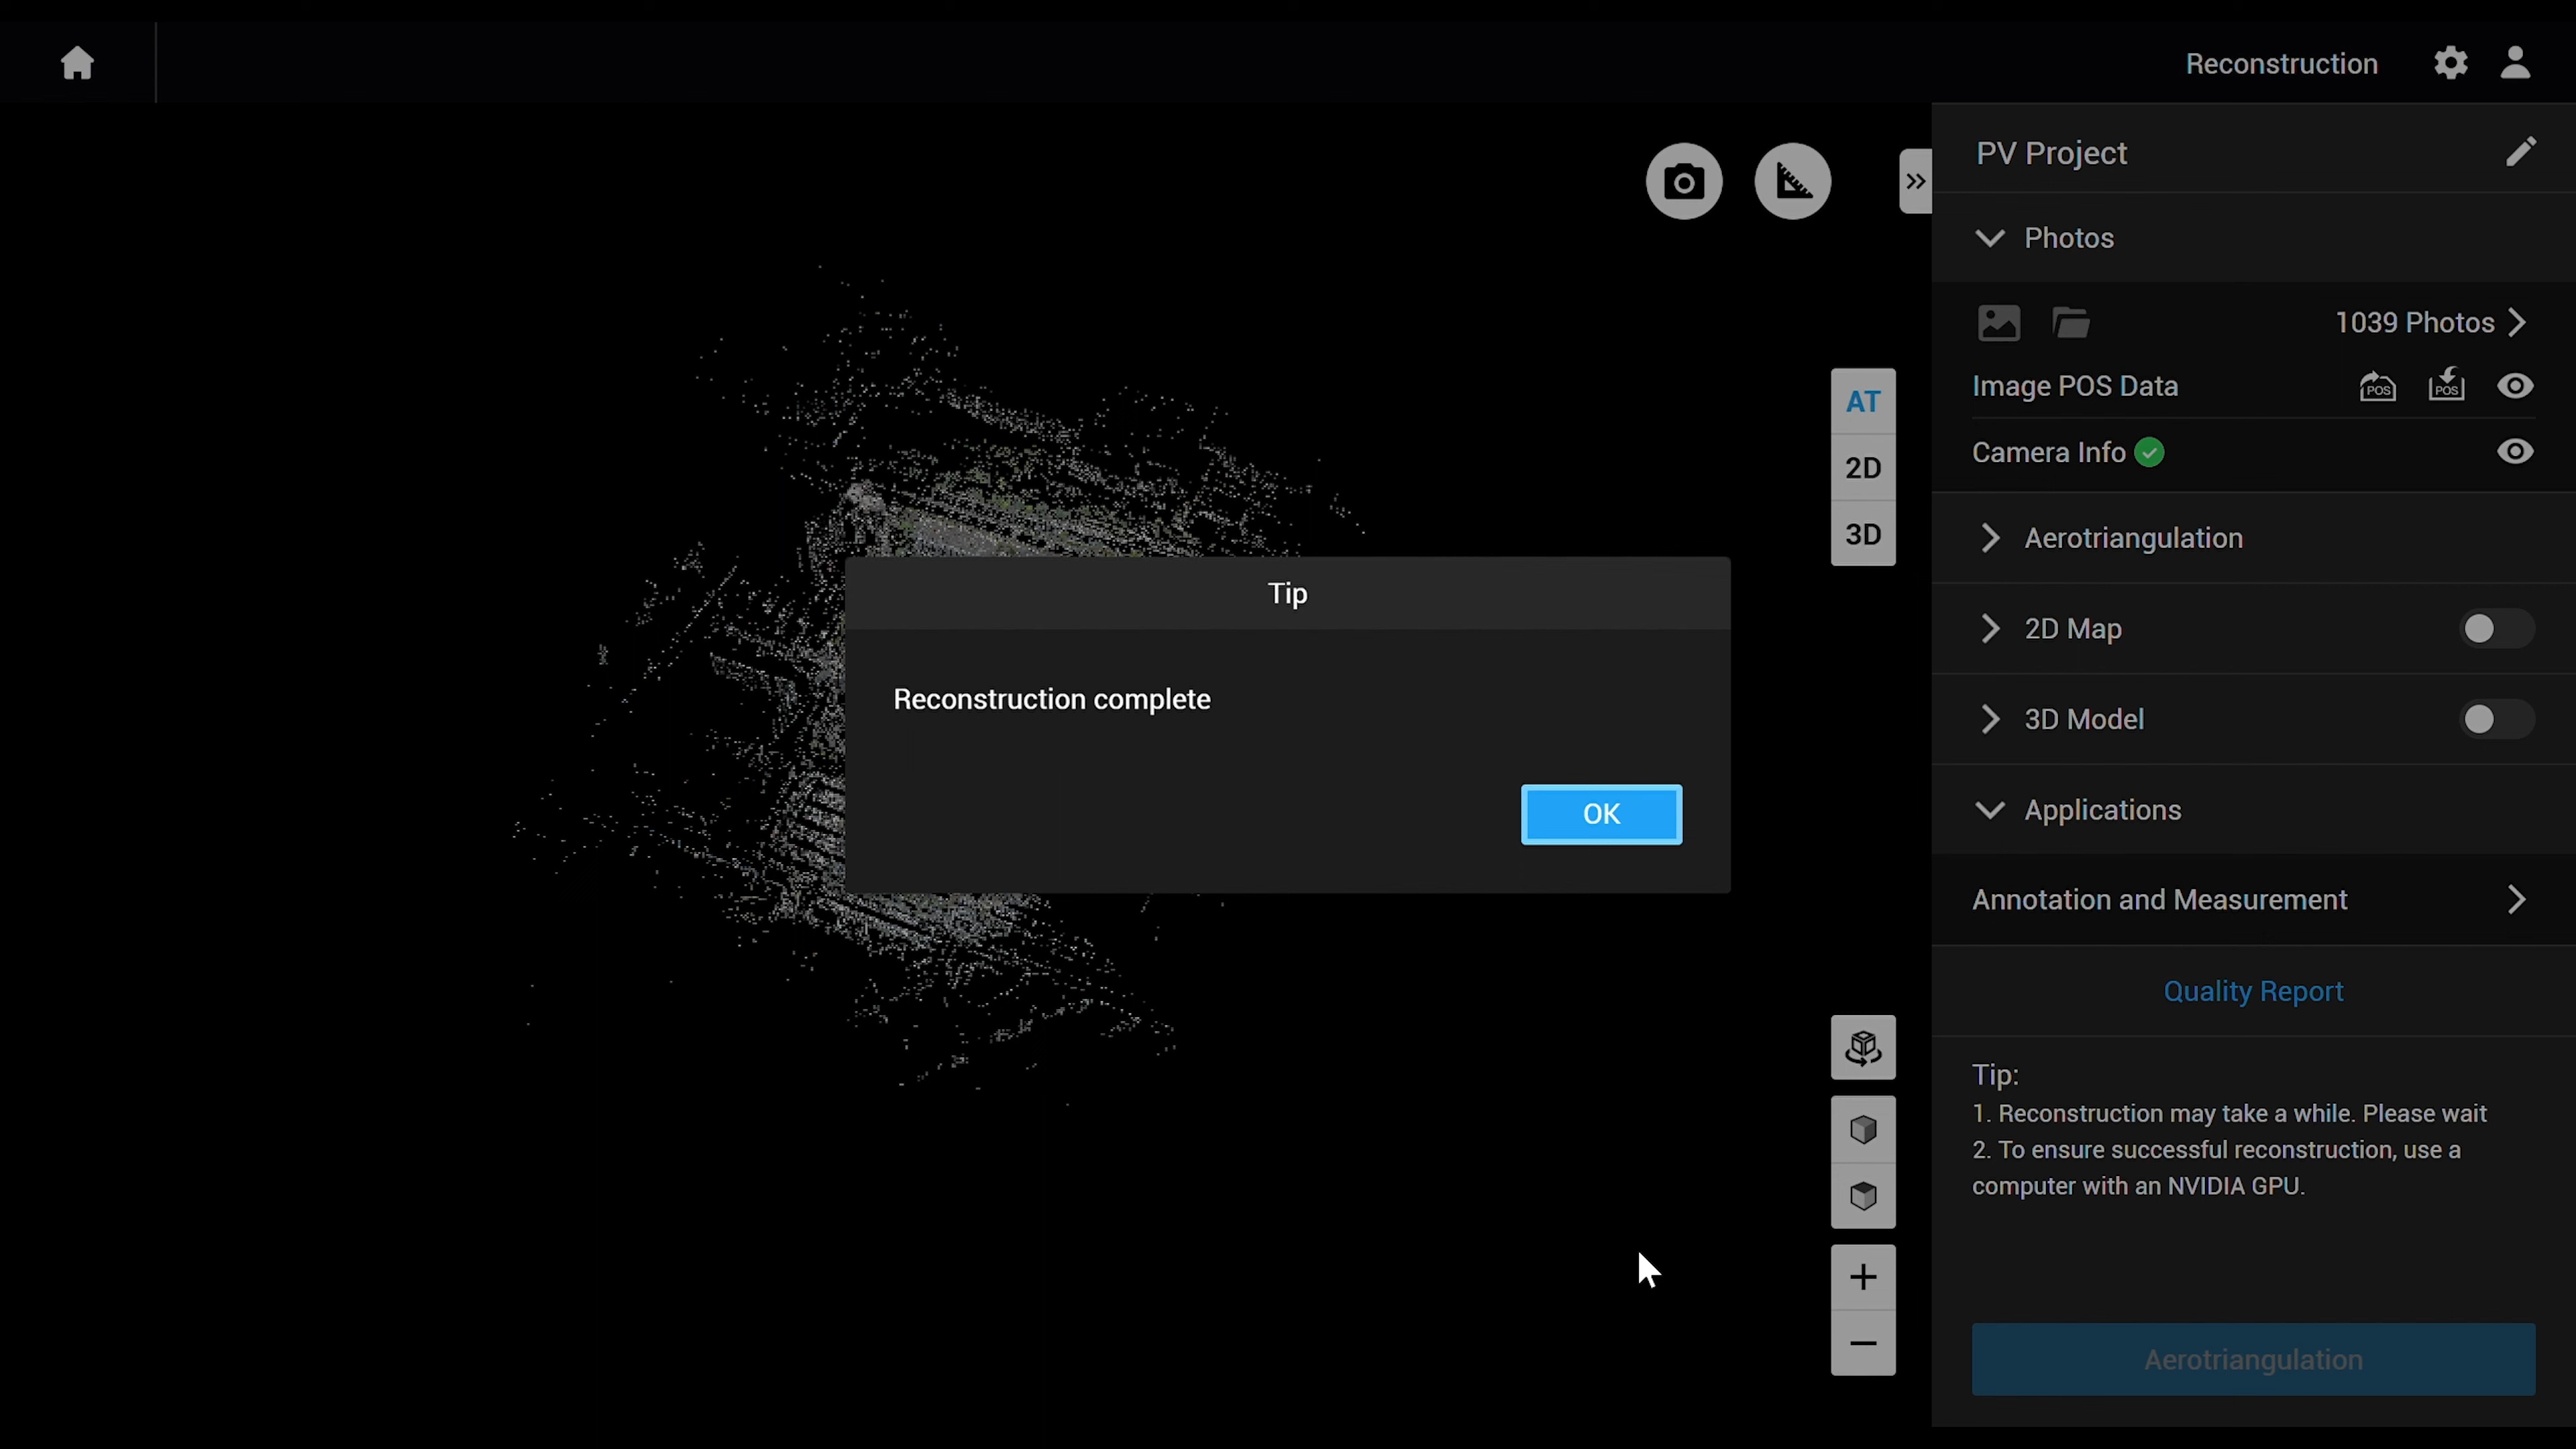 Reconstruction
PV Project
Photos
1039 Photos
Image POS Data
POS
POS
Camera Info
Aerotriangulation
2D Map
3D Model
Applications
Annotation and Measurement
Quality Report
Tip:
1. Reconstruction may take a while. Please wait
2. To ensure successful reconstruction, use a
computer with an NVIDIA GPU.
Aerotriangulation
AT
2D
3D
Tip
Reconstruction complete
OK